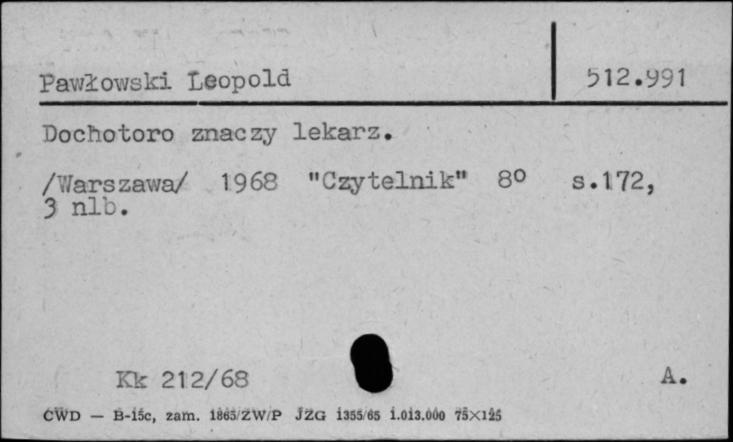 Pawłowski Leopold 512.991
Dochotoro znaczy lekarz.
/Warszawa/ 1968 "Czytelnik" 8º s.172,
3 nlb.
Kk 212/68 A.
CWD — B-15c, zam. 1865/ZW/P JZG 1355/65 1.013.000 75×125